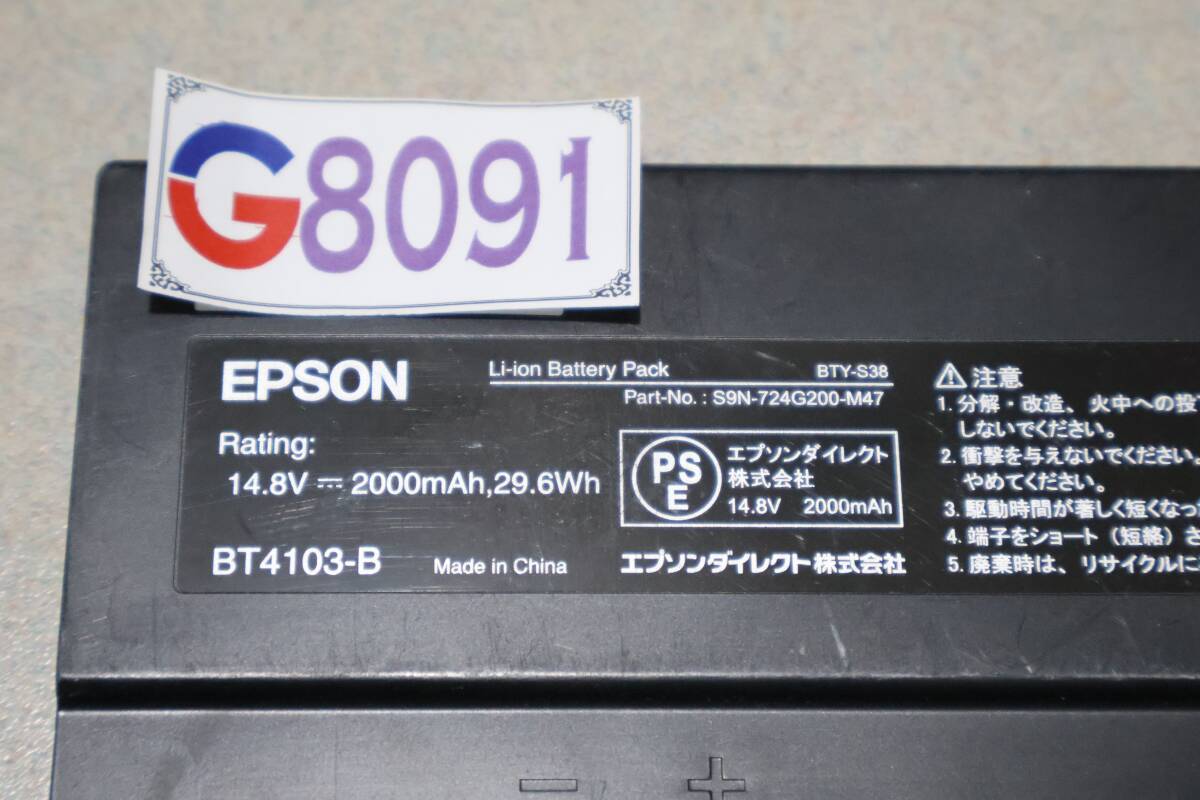 G8091
EPSON
Li-ion Battery Pack BTY-S38
Part-No. : S9N-724G200-M47
Rating:
14.8V ⎓ 2000mAh,29.6Wh
PS
E
エプソンダイレクト
株式会社
14.8V 2000mAh
BT4103-B Made in China
エプソンダイレクト株式会社
⚠注意
1. 分解・改造、火中への投
しないでください。
2. 衝撃を与えないでください。
やめてください。
3. 駆動時間が著しく短くなっ
4. 端子をショート（短絡）さ
5. 廃棄時は、リサイクルに
− +